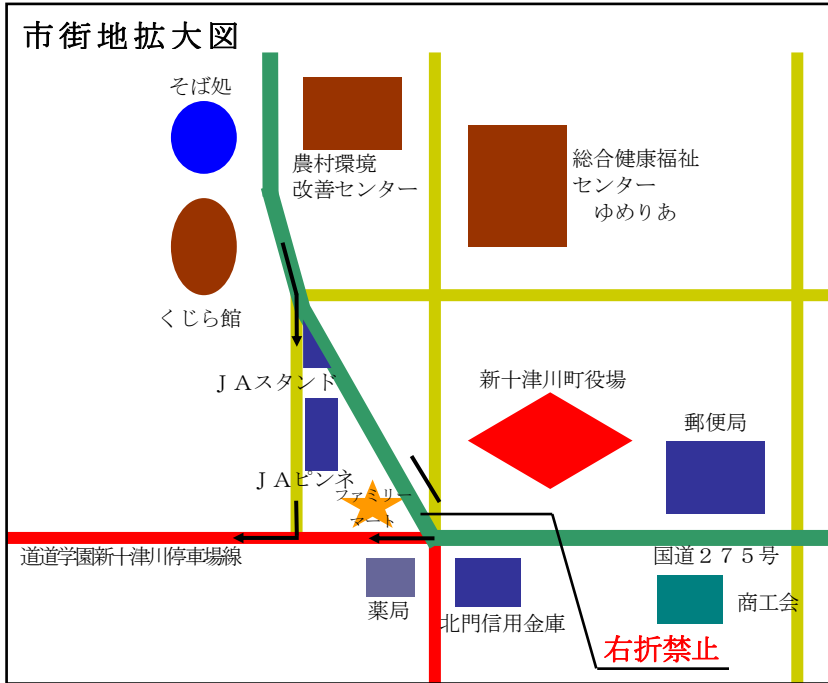 市街地拡大図
そば処
農村環境
改善センター
総合健康福祉
センター
ゆめりあ
くじら館
ＪＡスタンド
新十津川町役場
郵便局
ＪＡピンネ
ファミリー
マート
道道学園新十津川停車場線
国道２７５号
薬局
北門信用金庫
商工会
右折禁止